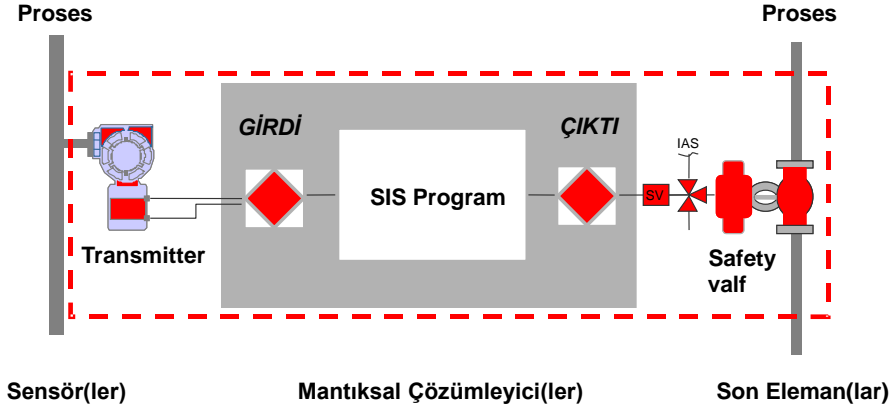 Proses
Proses
GİRDİ
ÇIKTI
IAS
SIS Program
SV
Transmitter
Safety
valf
Sensör(ler)
Mantıksal Çözümleyici(ler)
Son Eleman(lar)